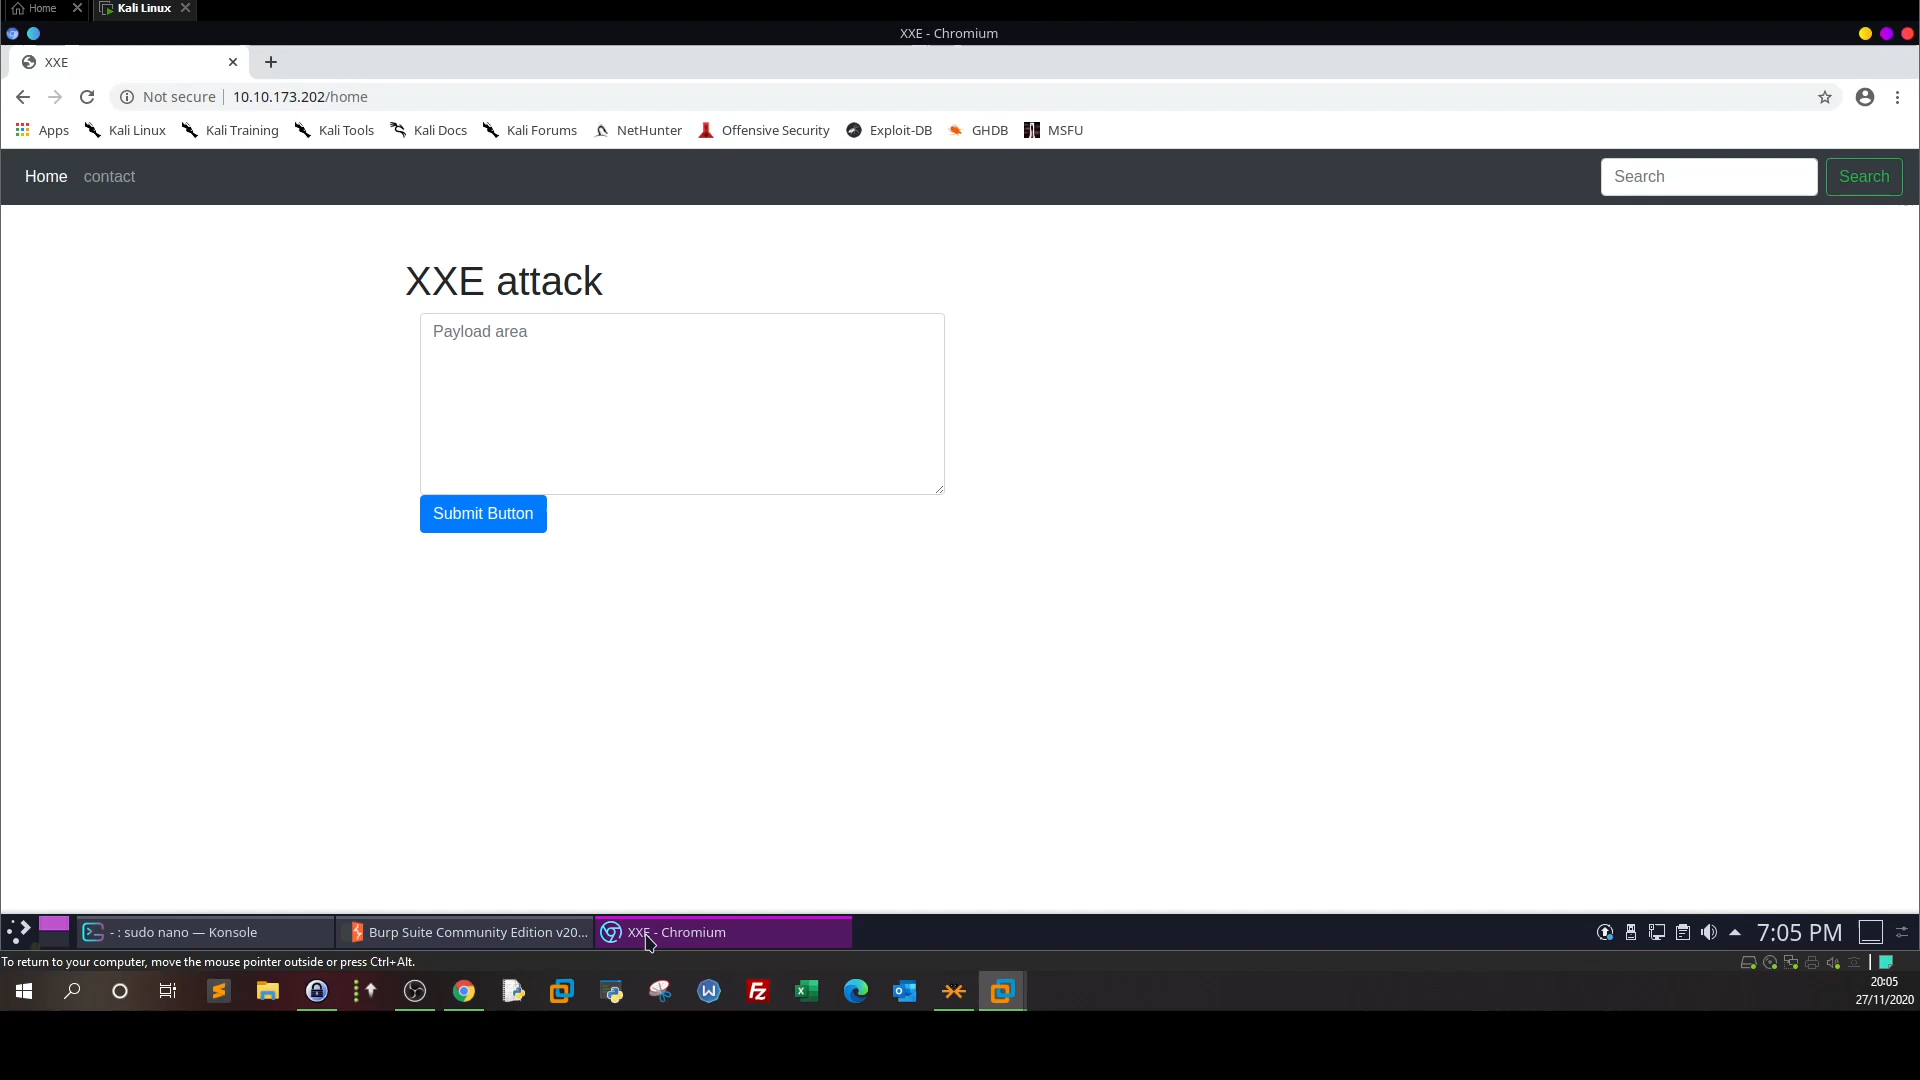 Home
Kali Linux
XXE - Chromium
XXE
Not secure
10.10.173.202/home
Apps
Kali Linux
Kali Training
Kali Tools
Kali Docs
Kali Forums
NetHunter
Offensive Security
Exploit-DB
GHDB
MSFU
Home
contact
Search
Search
XXE attack
Payload area
Submit Button
- : sudo nano — Konsole
Burp Suite Community Edition v20...
XXE - Chromium
7:05 PM
To return to your computer, move the mouse pointer outside or press Ctrl+Alt.
20:05
27/11/2020